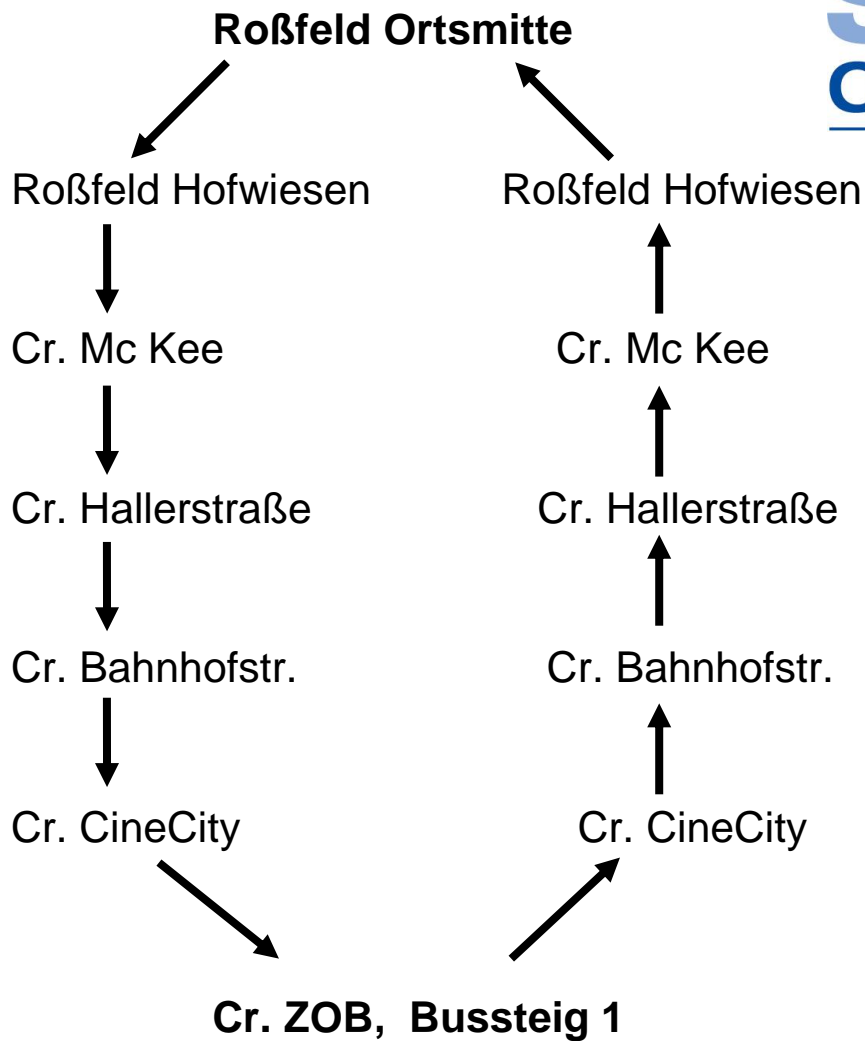 Roßfeld Ortsmitte
Roßfeld Hofwiesen Roßfeld Hofwiesen
Cr. Mc Kee Cr. Mc Kee
Cr. Hallerstraße Cr. Hallerstraße
Cr. Bahnhofstr. Cr. Bahnhofstr.
Cr. CineCity Cr. CineCity
Cr. ZOB, Bussteig 1